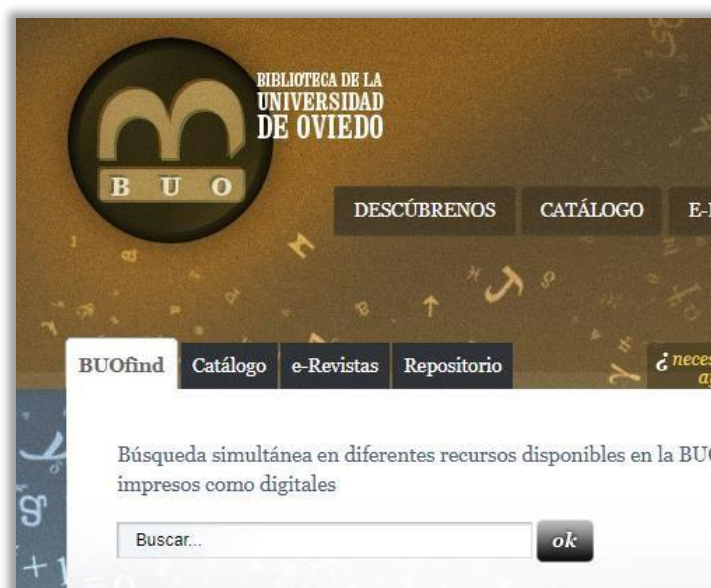 BIBLIOTECA DE LA
UNIVERSIDAD
DE OVIEDO
BUO
DESCÚBRENOS CATÁLOGO
BUOfind Catálogo e-Revistas Repositorio
¿
Búsqueda simultánea en diferentes recursos disponibles en la
impresos como digitales
Buscar...
ok